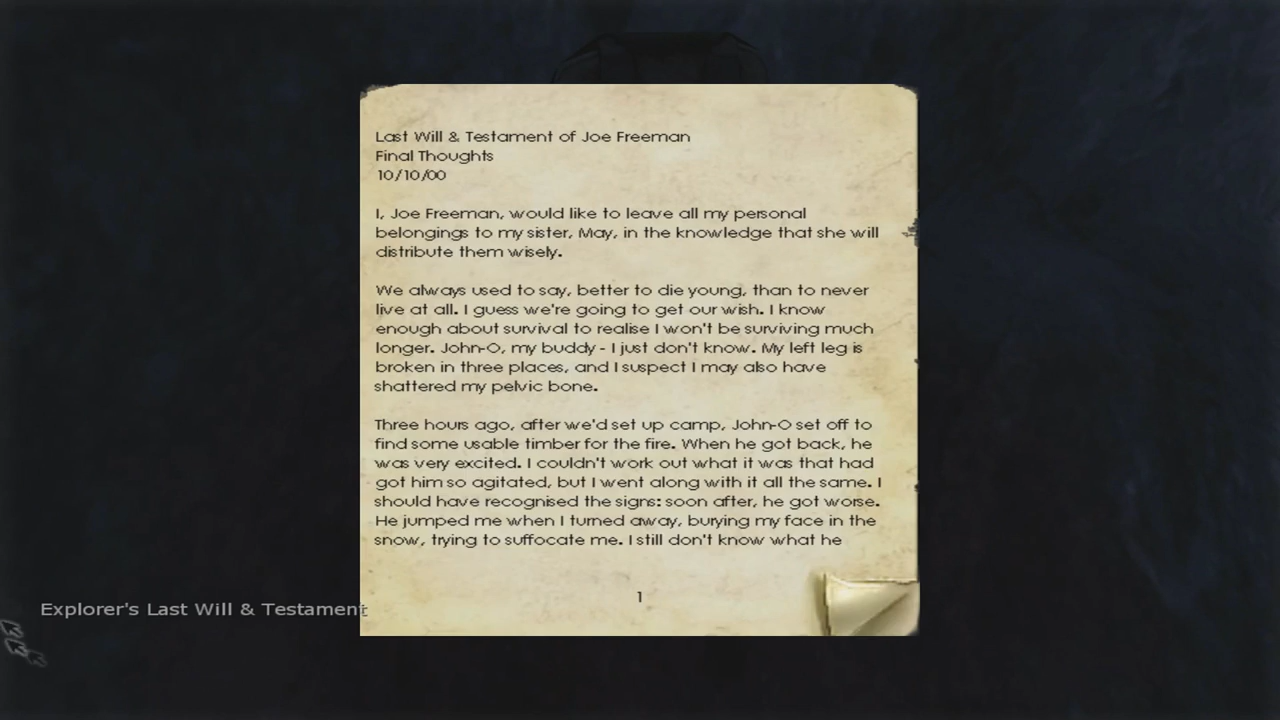 Last Will & Testament of Joe Freeman
Final Thoughts
10/10/00
I, Joe Freeman, would like to leave all my personal
belongings to my sister, May, in the knowledge that she will
distribute them wisely.
We always used to say, better to die young, than to never
live at all. I guess we're going to get our wish. I know
enough about survival to realise I won't be surviving much
longer. John-O, my buddy - I just don't know. My left leg is
broken in three places, and I suspect I may also have
shattered my pelvic bone.
Three hours ago, after we'd set up camp, John-O set off to
find some usable timber for the fire. When he got back, he
was very excited. I couldn't work out what it was that had
got him so agitated, but I went along with it all the same. I
should have recognised the signs: soon after, he got worse.
He jumped me when I turned away, burying my face in the
snow, trying to suffocate me. I still don't know what he
1
Explorer's Last Will & Testament